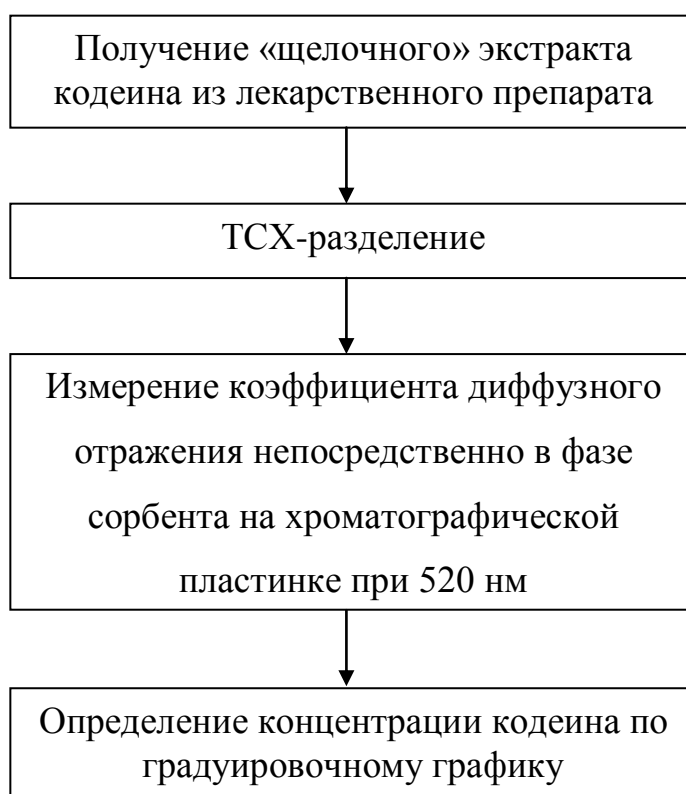 Получение «щелочного» экстракта
кодеина из лекарственного препарата
ТСХ-разделение
Измерение коэффициента диффузного
отражения непосредственно в фазе
сорбента на хроматографической
пластинке при 520 нм
Определение концентрации кодеина по
градуировочному графику